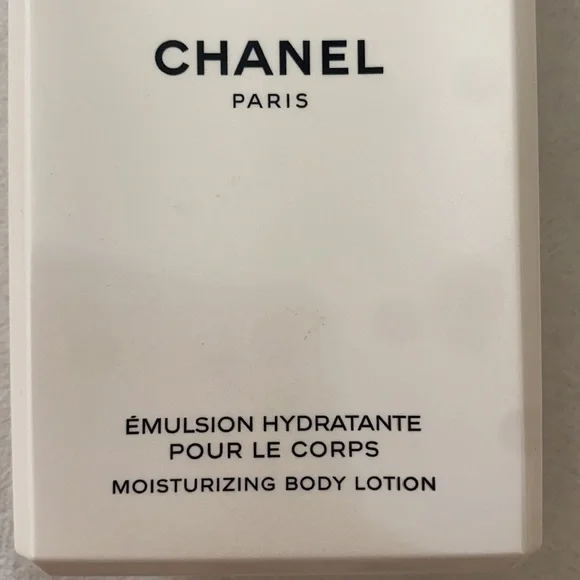 CHANEL
PARIS
ÉMULSION HYDRATANTE
POUR LE CORPS
MOISTURIZING BODY LOTION